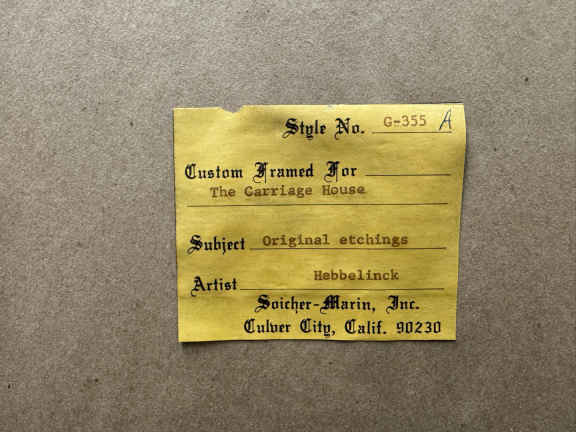 Style No. G-355 A
Custom Framed For
The Carriage House
Subject Original etchings
Artist Hebbelinck
Soicher-Marin, Inc.
Culver City, Calif. 90230